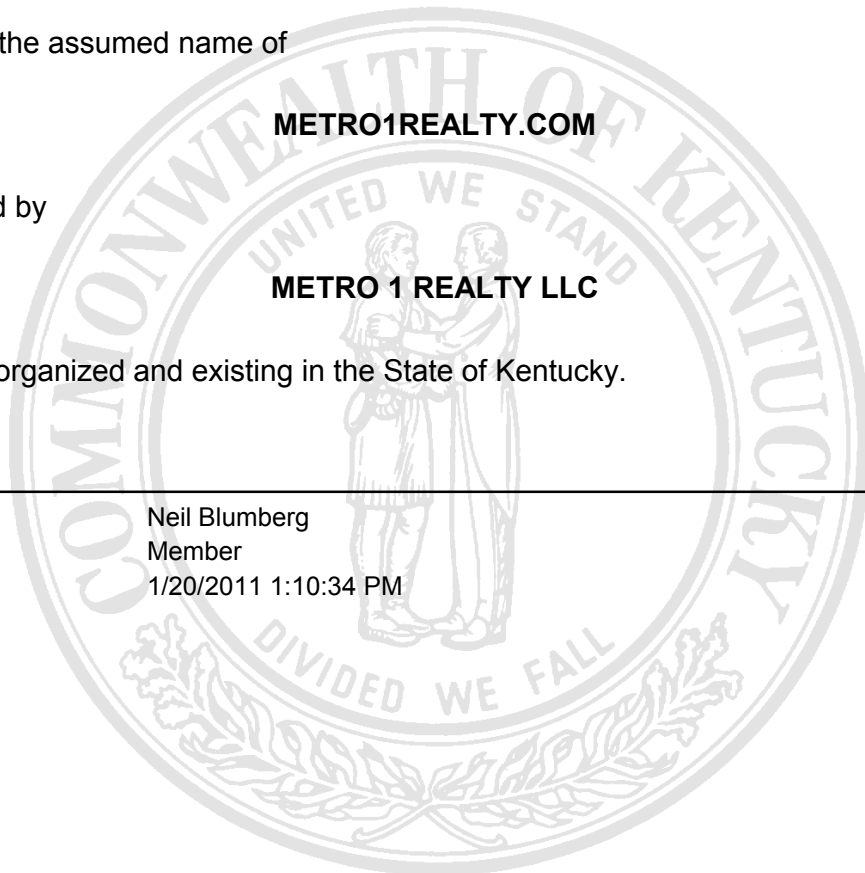 the assumed name of
METRO1REALTY.COM
d by
METRO 1 REALTY LLC
organized and existing in the State of Kentucky.
Neil Blumberg
Member
1/20/2011 1:10:34 PM
COMMONWEALTH OF KENTUCKY
UNITED WE STAND
DIVIDED WE FALL